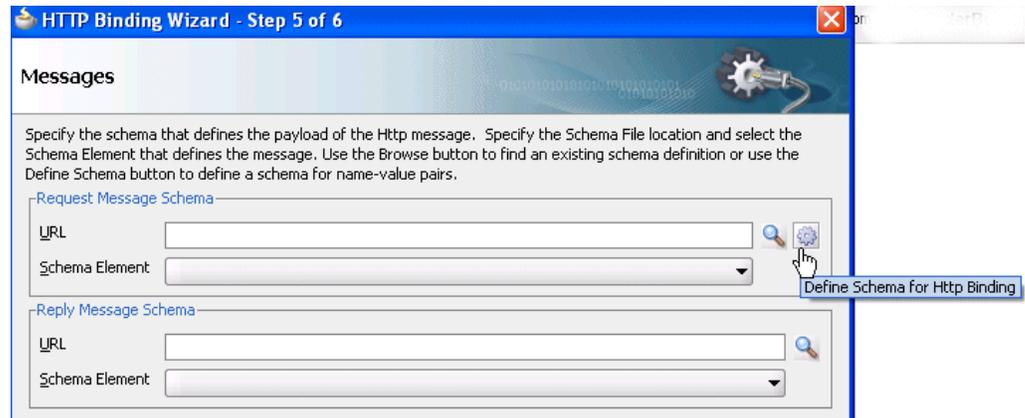 HTTP Binding Wizard - Step 5 of 6
Messages
Specify the schema that defines the payload of the Http message. Specify the Schema File location and select the
Schema Element that defines the message. Use the Browse button to find an existing schema definition or use the
Define Schema button to define a schema for name-value pairs.
Request Message Schema
URL
Schema Element
Define Schema for Http Binding
Reply Message Schema
URL
Schema Element